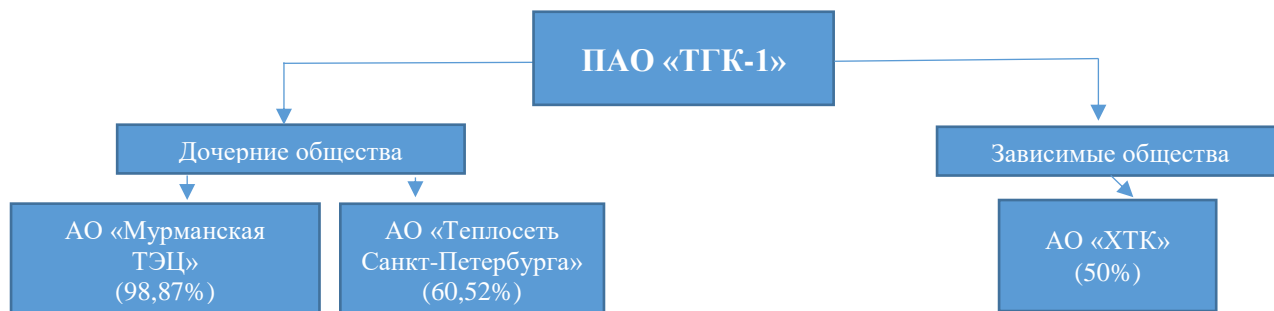 ПАО «ТГК-1»
Дочерние общества
Зависимые общества
АО «Мурманская
ТЭЦ»
(98,87%)
АО «Теплосеть
Санкт-Петербурга»
(60,52%)
АО «ХТК»
(50%)